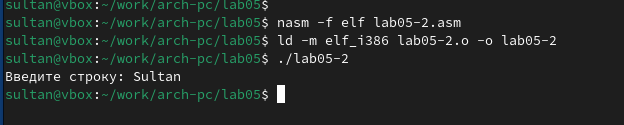 sultan@vbox:~/work/arch-pc/lab05$
sultan@vbox:~/work/arch-pc/lab05$ nasm -f elf lab05-2.asm
sultan@vbox:~/work/arch-pc/lab05$ ld -m elf_i386 lab05-2.o -o lab05-2
sultan@vbox:~/work/arch-pc/lab05$ ./lab05-2
Введите строку: Sultan
sultan@vbox:~/work/arch-pc/lab05$